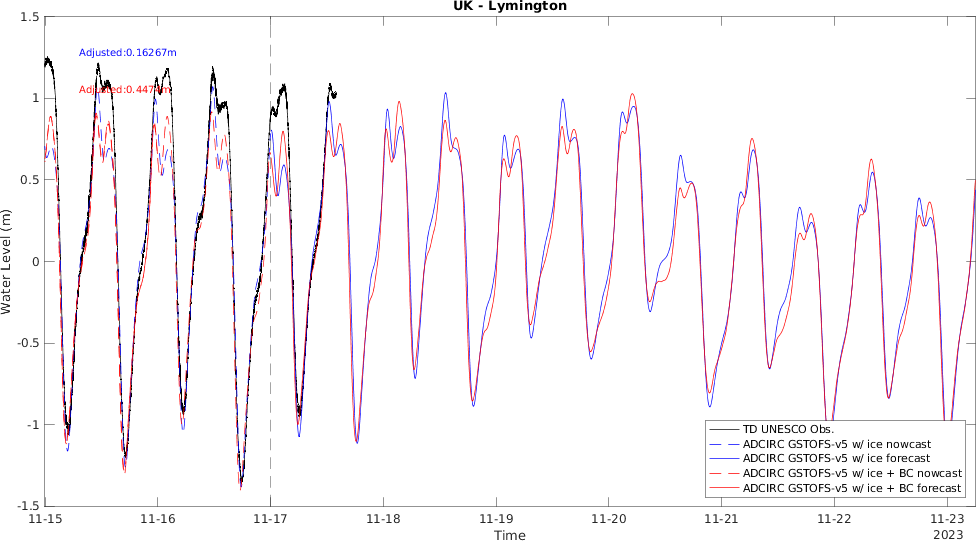 UK - Lymington
1.5
1
0.5
0
-0.5
-1
-1.5
Water Level (m)
Adjusted:0.16267m
TD UNESCO Obs.
ADCIRC GSTOFS-v5 w/ ice nowcast
ADCIRC GSTOFS-v5 w/ ice forecast
ADCIRC GSTOFS-v5 w/ ice + BC nowcast
ADCIRC GSTOFS-v5 w/ ice + BC forecast
11-15
11-16
11-17
11-18
11-19
11-20
11-21
11-22
11-23
Time
2023